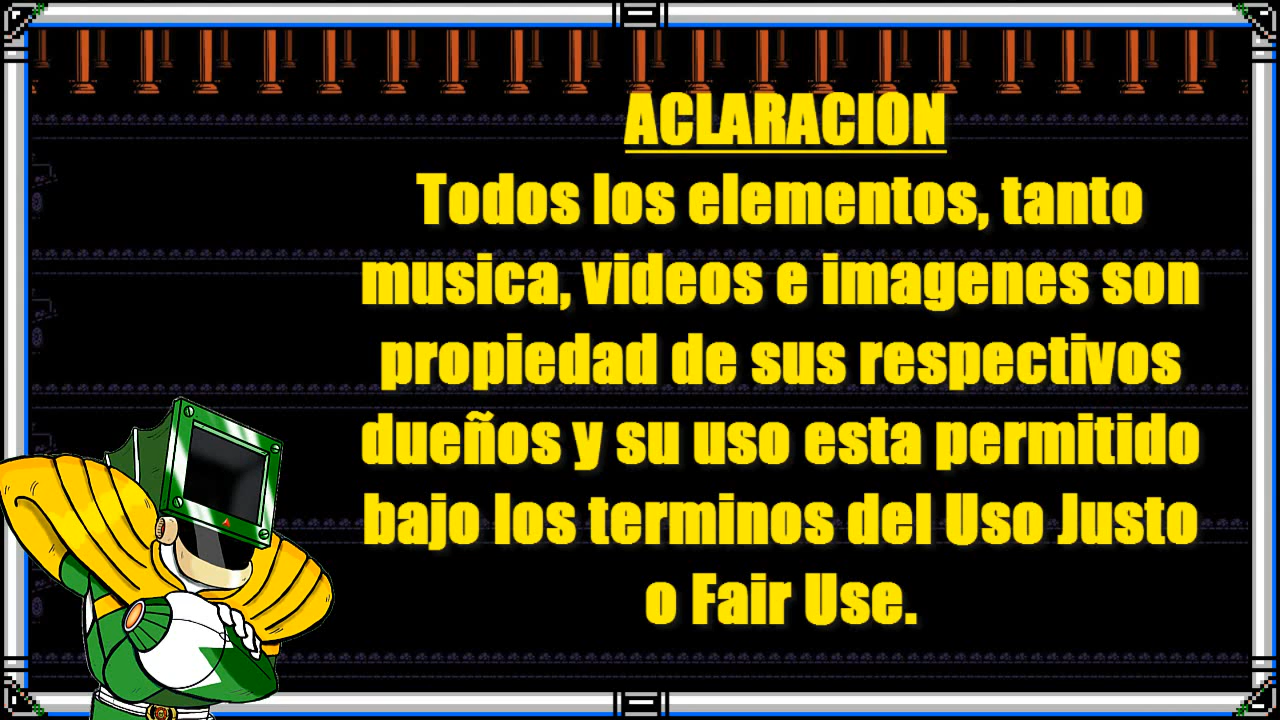 ACLARACION
Todos los elementos, tanto
musica, videos e imagenes son
propiedad de sus respectivos
dueños y su uso esta permitido
bajo los terminos del Uso Justo
o Fair Use.